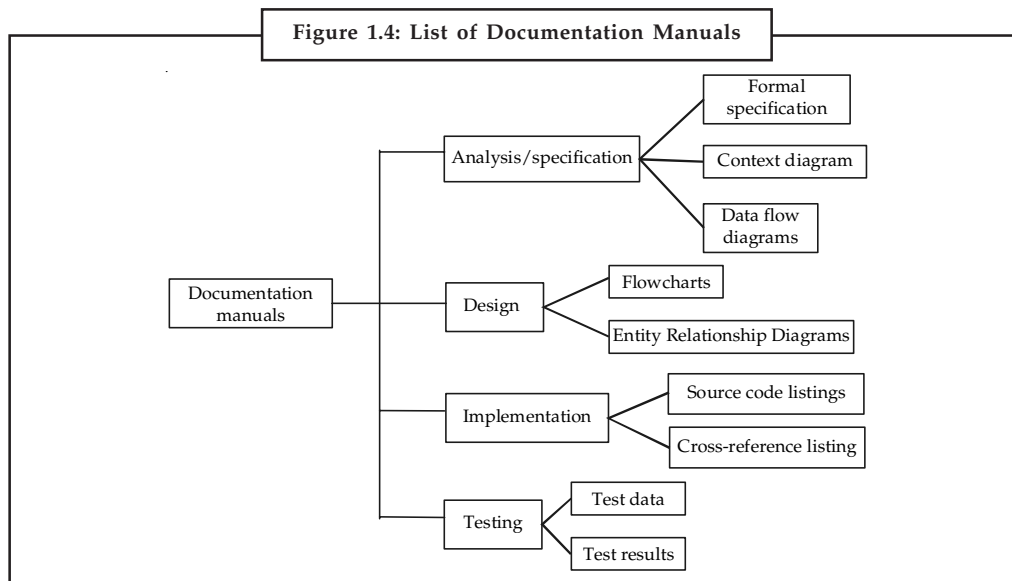 Figure 1.4: List of Documentation Manuals
Formal
specification
Analysis/specification
Context diagram
Data flow
diagrams
Documentation
manuals
Design
Flowcharts
Entity Relationship Diagrams
Implementation
Source code listings
Cross-reference listing
Testing
Test data
Test results